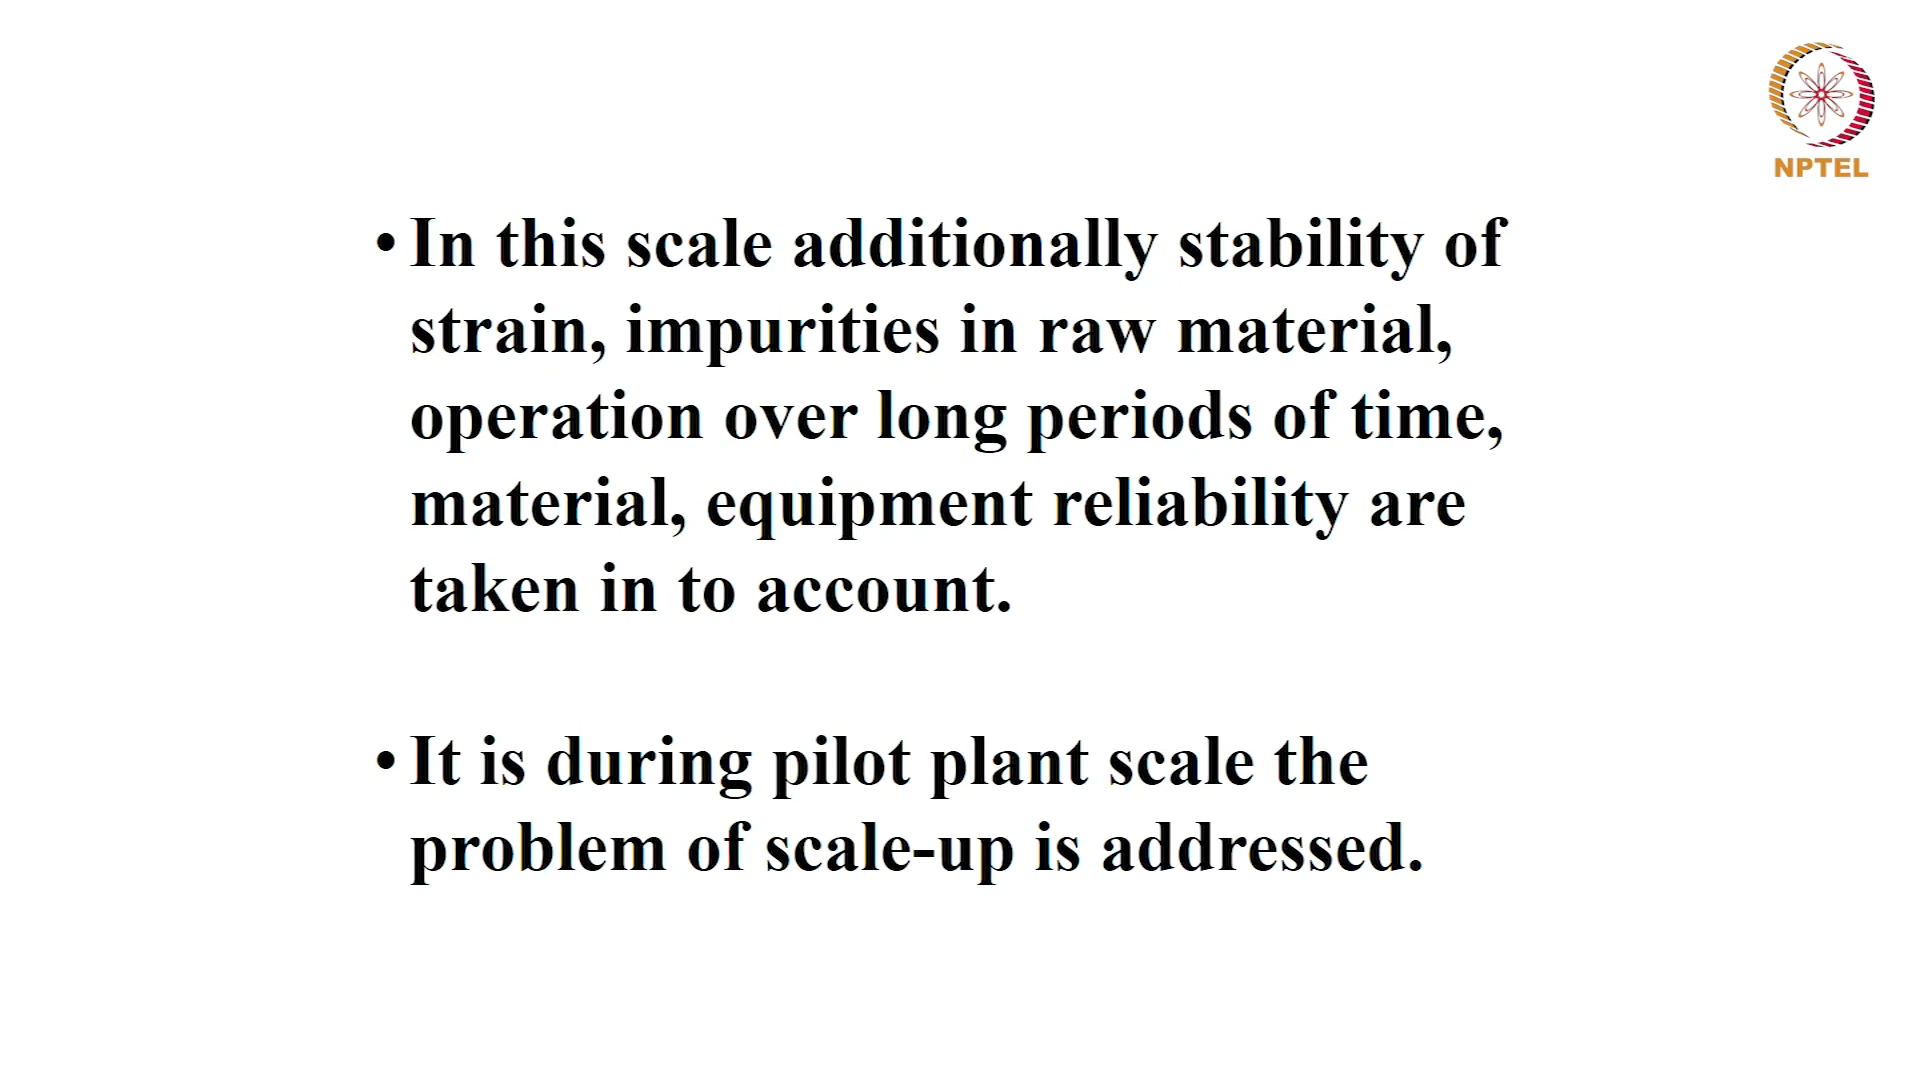 NPTEL
• In this scale additionally stability of
strain, impurities in raw material,
operation over long periods of time,
material, equipment reliability are
taken in to account.
• It is during pilot plant scale the
problem of scale-up is addressed.